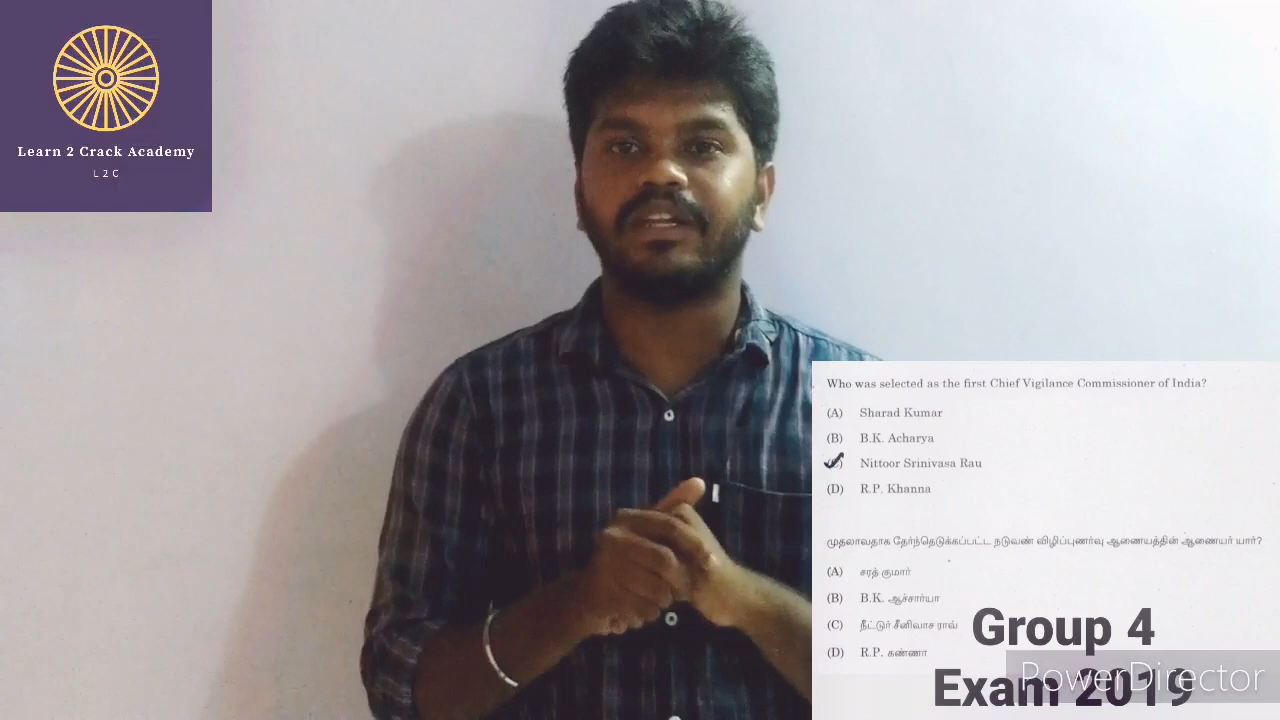 Learn 2 Crack Academy
L2C
Who was selected as the first Chief Vigilance Commissioner of India?
(A) Sharad Kumar
(B) B.K. Acharya
(C) Nittoor Srinivasa Rau
(D) R.P. Khanna
முதலாவதாக தேர்ந்தெடுக்கப்பட்ட நடுவண் விழிப்புணர்வு ஆணையத்தின் ஆணையர் யார்?
(A) சரத் குமார்
(B) B.K. ஆச்சார்யா
(C) நீட்டுர் சீனிவாச ராவ்
(D) R.P. கண்ணா
Group 4
Exam 2019
PowerDirector